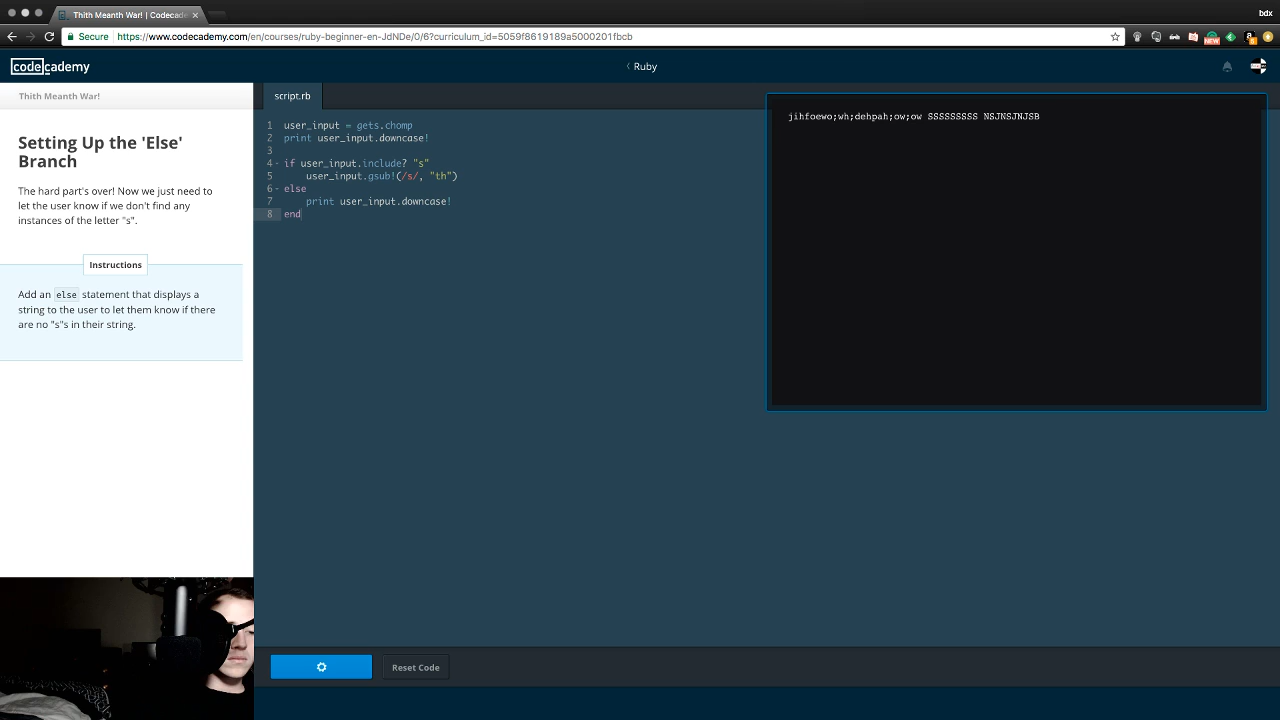 Thith Meanth War! | Codecade
bdx
Secure
https://www.codecademy.com/en/courses/ruby-beginner-en-JdNDe/0/6?curriculum_id=5059f8619189a5000201fbcb
NEW
codecademy
Ruby
Thith Meanth War!
script.rb
Setting Up the 'Else'
Branch
The hard part's over! Now we just need to
let the user know if we don't find any
instances of the letter "s".
Instructions
Add an else statement that displays a
string to the user to let them know if there
are no "s"s in their string.
1 user_input = gets.chomp
2 print user_input.downcase!
3
4 if user_input.include? "s"
5 user_input.gsub!(/s/, "th")
6 else
7 print user_input.downcase!
8 end
jihfoewo;wh;dehpah;ow;ow SSSSSSSSS NSJNSJNJSB
Reset Code